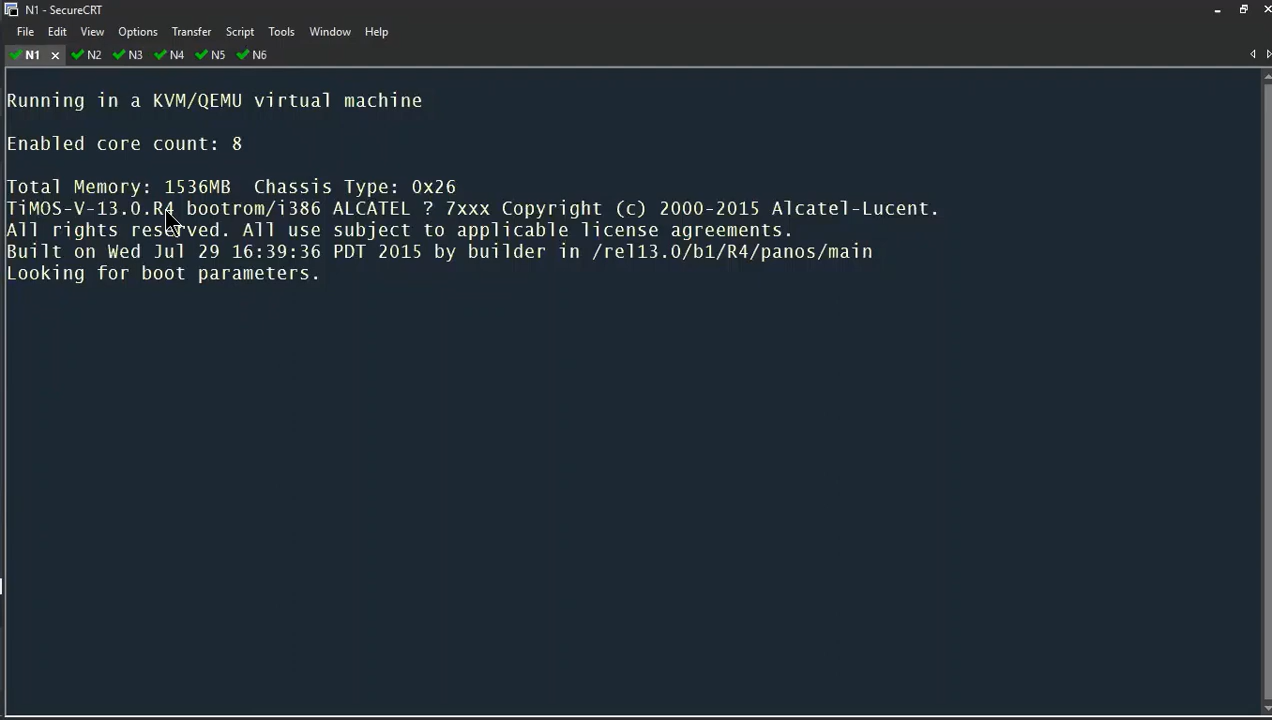 N1 - SecureCRT
File Edit View Options Transfer Script Tools Window Help
N1 N2 N3 N4 N5 N6
Running in a KVM/QEMU virtual machine
Enabled core count: 8
Total Memory: 1536MB  Chassis Type: 0x26
TiMOS-V-13.0.R4 bootrom/i386 ALCATEL ? 7xxx Copyright (c) 2000-2015 Alcatel-Lucent.
All rights reserved. All use subject to applicable license agreements.
Built on Wed Jul 29 16:39:36 PDT 2015 by builder in /rel13.0/b1/R4/panos/main
Looking for boot parameters.